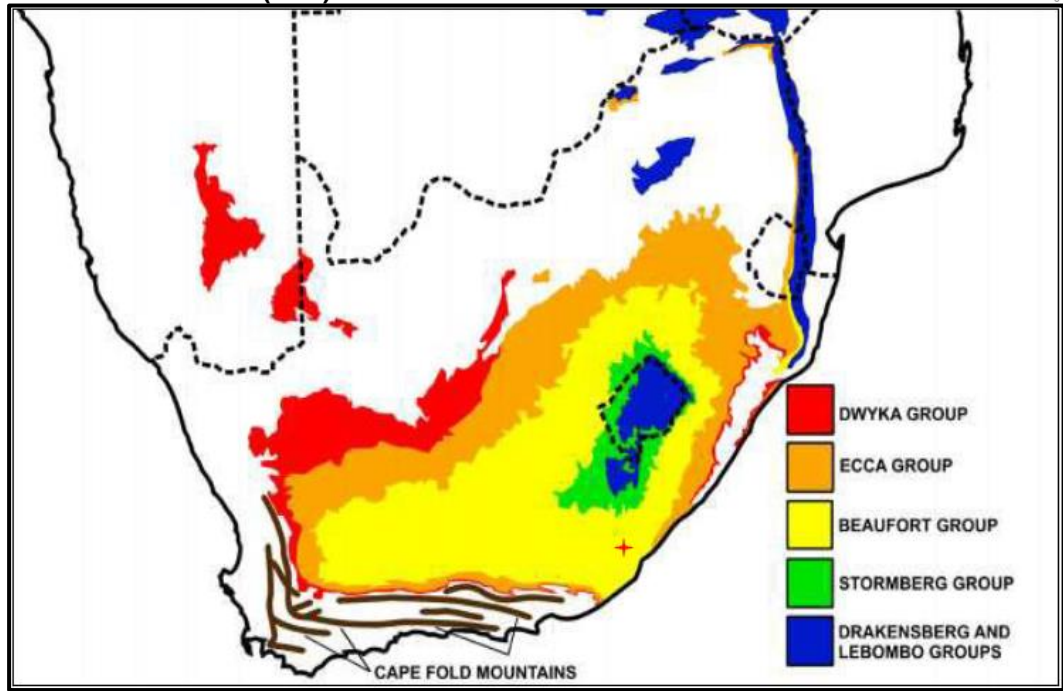 DWYKA GROUP
ECCA GROUP
BEAUFORT GROUP
STORMBERG GROUP
DRAKENSBERG AND
LEBOMBO GROUPS
CAPE FOLD MOUNTAINS